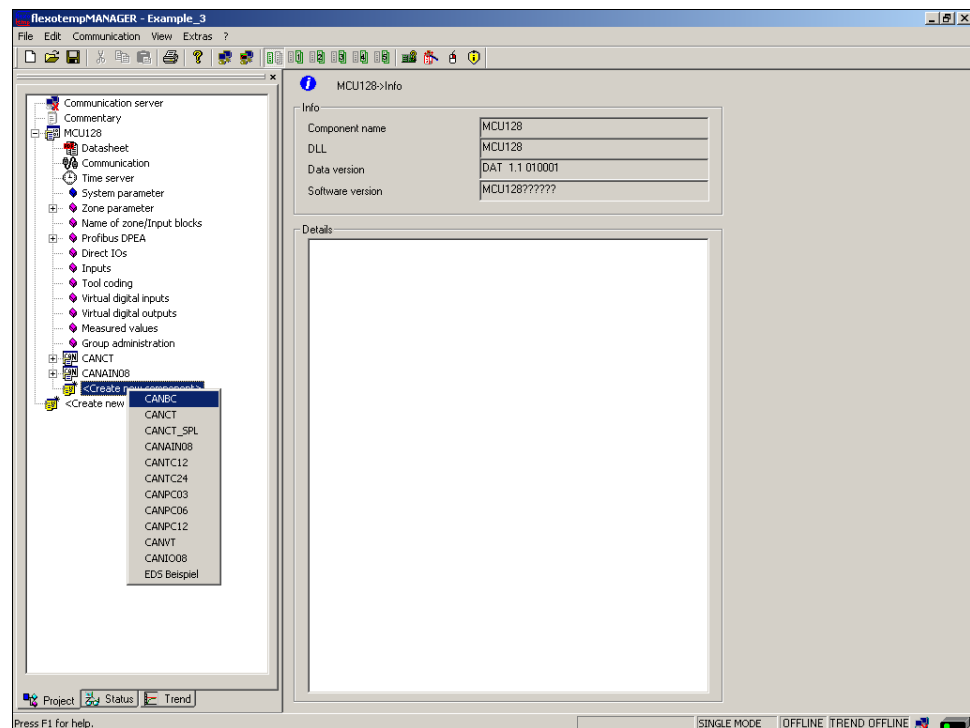 flexotempMANAGER - Example_3
File Edit Communication View Extras ?
MCU128->Info
Communication server
Commentary
MCU128
Datasheet
Communication
Time server
System parameter
Zone parameter
Name of zone/Input blocks
Profibus DPEA
Direct IOs
Inputs
Tool coding
Virtual digital inputs
Virtual digital outputs
Measured values
Group administration
CANCT
CANAIN08
<Create new component>
<Create new
CANBC
CANCT
CANCT_SPL
CANAIN08
CANTC12
CANTC24
CANPC03
CANPC06
CANPC12
CANVT
CANIO08
EDS Beispiel
Info
Component name MCU128
DLL MCU128
Data version DAT 1.1 010001
Software version MCU128??????
Details
Project Status Trend
Press F1 for help. SINGLE MODE OFFLINE TREND OFFLINE